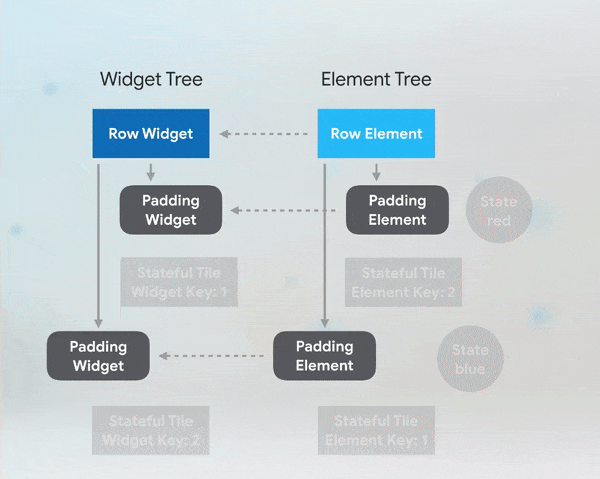 Widget Tree
Element Tree
Row Widget
Row Element
Padding
Widget
Padding
Element
State
red
Stateful Tile
Widget Key: 1
Stateful Tile
Element Key: 2
Padding
Widget
Padding
Element
State
blue
Stateful Tile
Widget Key: 2
Stateful Tile
Element Key: 1